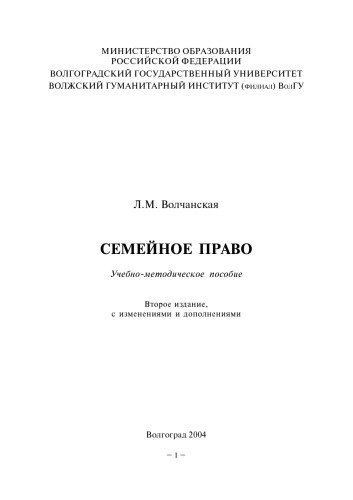 МИНИСТЕРСТВО ОБРАЗОВАНИЯ
РОССИЙСКОЙ ФЕДЕРАЦИИ
ВОЛГОГРАДСКИЙ ГОСУДАРСТВЕННЫЙ УНИВЕРСИТЕТ
ВОЛЖСКИЙ ГУМАНИТАРНЫЙ ИНСТИТУТ (ФИЛИАЛ) ВОЛГУ
Л.М. Волчанская
СЕМЕЙНОЕ ПРАВО
Учебно-методическое пособие
Второе издание,
с изменениями и дополнениями
Волгоград 2004
– 1 –